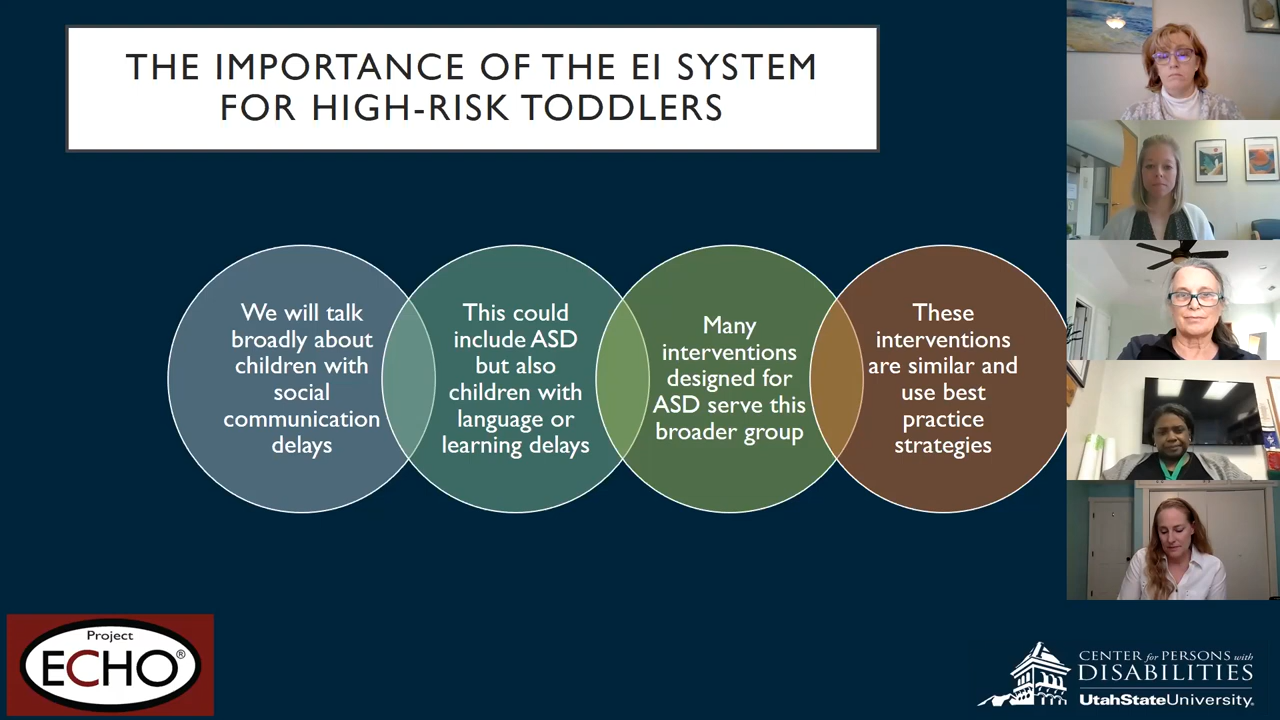 THE IMPORTANCE OF THE EI SYSTEM
FOR HIGH-RISK TODDLERS
We will talk
broadly about
children with
social
communication
delays
This could
include ASD
but also
children with
language or
learning delays
Many
interventions
designed for
ASD serve this
broader group
These
interventions
are similar and
use best
practice
strategies
Project
ECHO®
CENTER for PERSONS with
DISABILITIES
UtahStateUniversity.